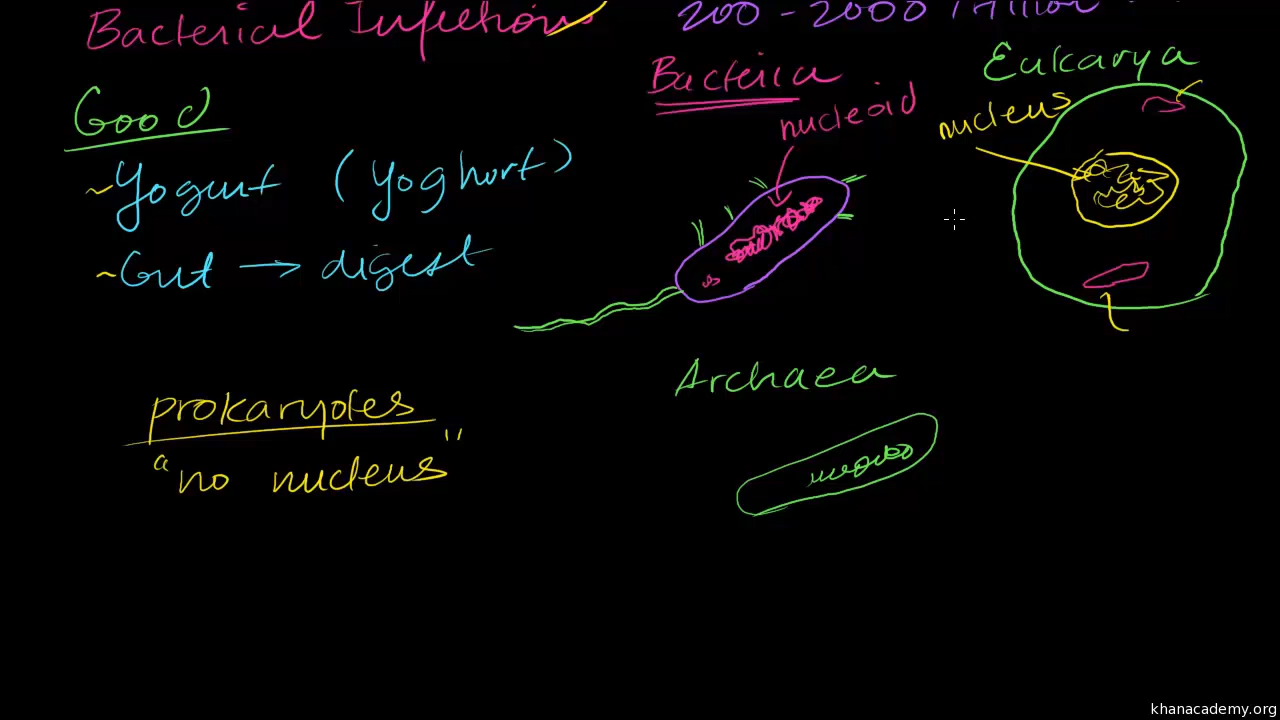 Bacterial Infections
200 - 2000 trillion
Good
~Yogurt (Yoghurt)
~Gut → digest
prokaryotes
"no nucleus"
Bacteria
nucleoid
Eukarya
nucleus
Archaea
khanacademy.org